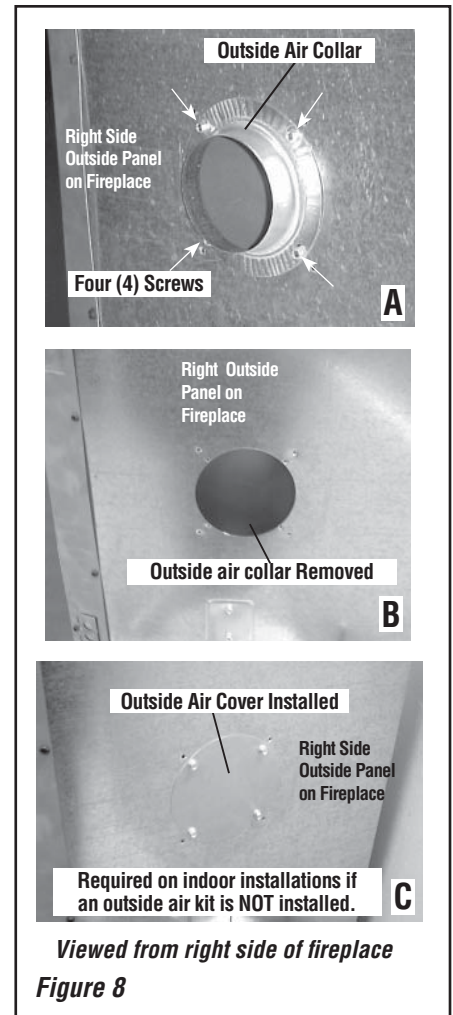 Outside Air Collar
Right Side
Outside Panel
on Fireplace
Four (4) Screws
A
Right Outside
Panel on
Fireplace
Outside air collar Removed
B
Outside Air Cover Installed
Right Side
Outside Panel
on Fireplace
Required on indoor installations if
an outside air kit is NOT installed.
C
Viewed from right side of fireplace
Figure 8